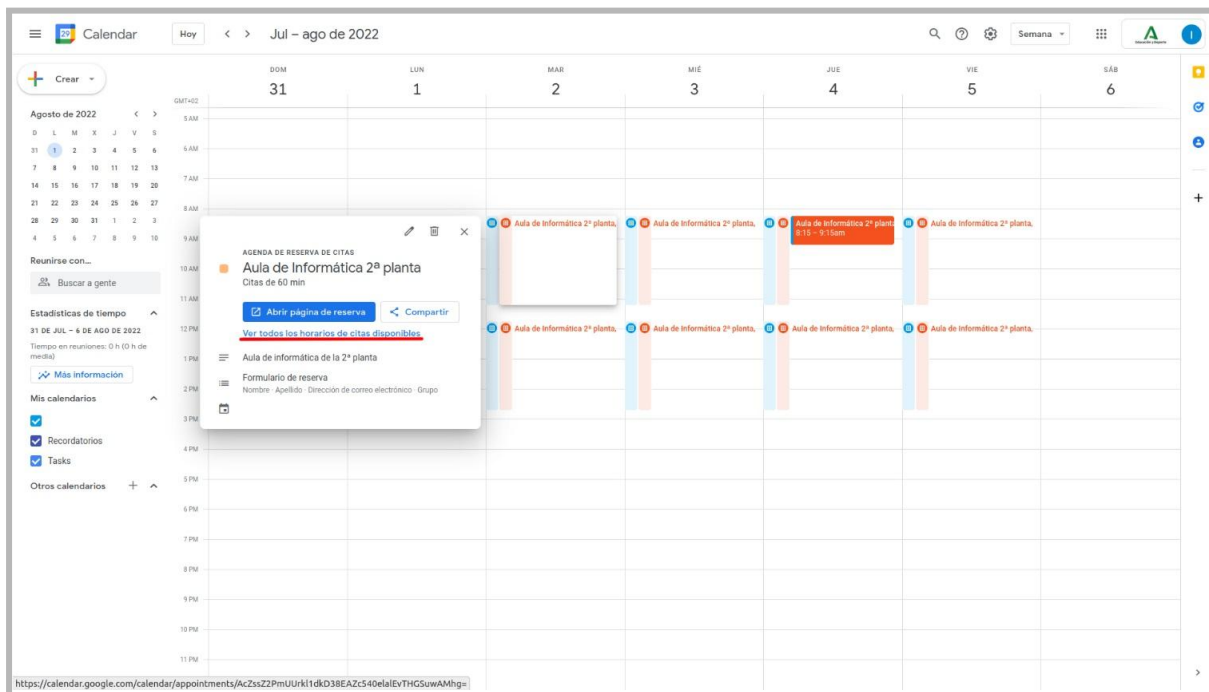 29 Calendar Hoy Jul – ago de 2022 Semana
Educación y Deporte
I
Crear
DOM LUN MAR MIÉ JUE VIE SÁB
31 1 2 3 4 5 6
GMT+02
Agosto de 2022
D L M X J V S
31 1 2 3 4 5 6
7 8 9 10 11 12 13
14 15 16 17 18 19 20
21 22 23 24 25 26 27
28 29 30 31 1 2 3
4 5 6 7 8 9 10
Reunirse con...
Buscar a gente
Estadísticas de tiempo
31 DE JUL – 6 DE AGO DE 2022
Tiempo en reuniones: 0 h (0 h de
media)
Más información
Mis calendarios
Recordatorios
Tasks
Otros calendarios
5 AM
6 AM
7 AM
8 AM
9 AM
10 AM
11 AM
12 PM
1 PM
2 PM
3 PM
4 PM
5 PM
6 PM
7 PM
8 PM
9 PM
10 PM
11 PM
AGENDA DE RESERVA DE CITAS
Aula de Informática 2ª planta
Citas de 60 min
Abrir página de reserva Compartir
Ver todos los horarios de citas disponibles
Aula de informática de la 2ª planta
Formulario de reserva
Nombre · Apellido · Dirección de correo electrónico · Grupo
Aula de Informática 2ª planta, Aula de Informática 2ª planta, Aula de Informática 2ª planta Aula de Informática 2ª planta,
8:15 – 9:15am
Aula de Informática 2ª planta, Aula de Informática 2ª planta, Aula de Informática 2ª planta, Aula de Informática 2ª planta,